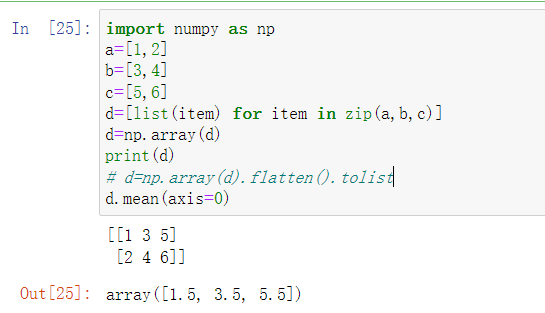 In [25]: import numpy as np
a=[1,2]
b=[3,4]
c=[5,6]
d=[list(item) for item in zip(a,b,c)]
d=np.array(d)
print(d)
# d=np.array(d).flatten().tolist
d.mean(axis=0)
[[1 3 5]
[2 4 6]]
Out[25]: array([1.5, 3.5, 5.5])